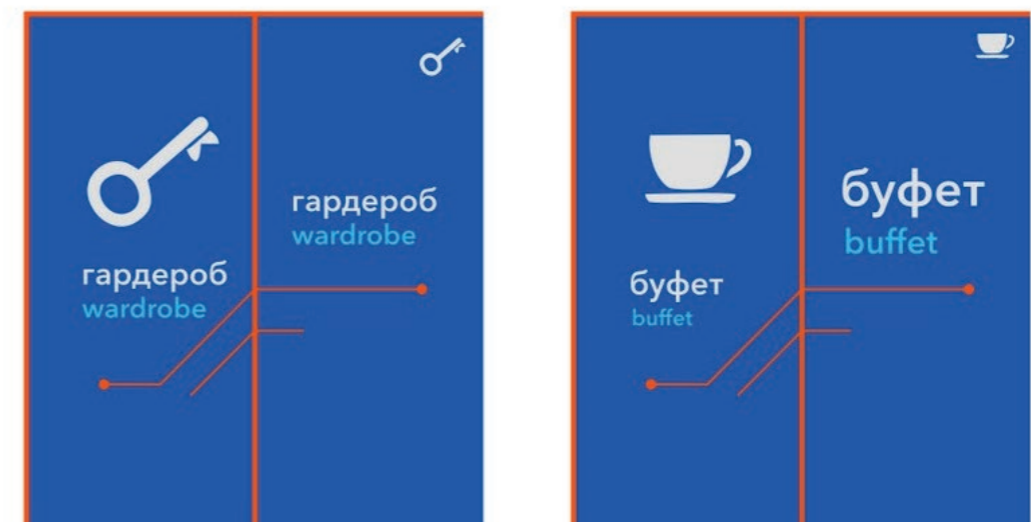 гардероб
wardrobe
гардероб
wardrobe
буфет
buffet
буфет
buffet